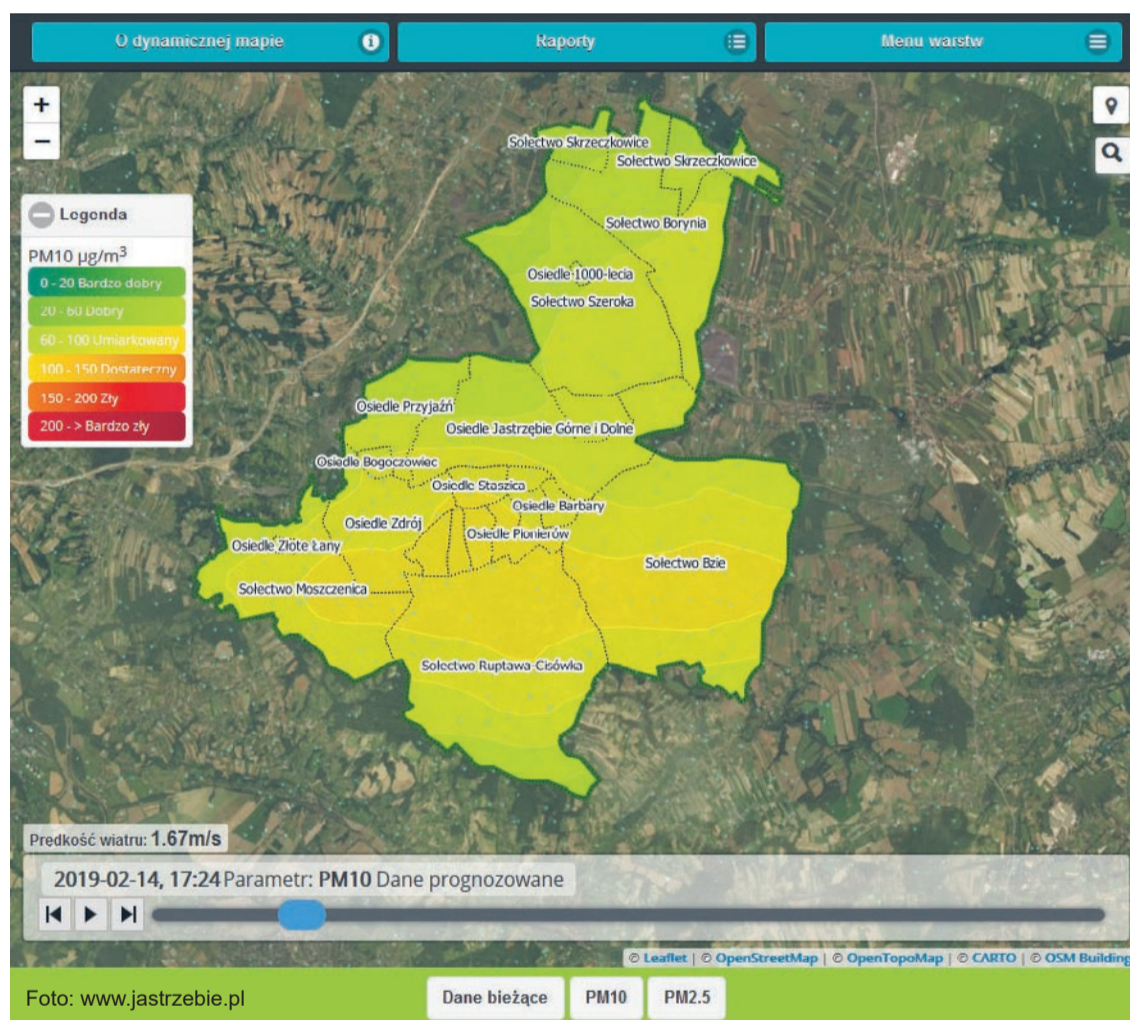 O dynamicznej mapie
Raporty
Menu warstw
+
−
Sołectwo Skrzeczkowice
Sołectwo Skrzeczkowice
Legenda
PM10 µg/m³
0 - 20 Bardzo dobry
20 - 60 Dobry
60 - 100 Umiarkowany
100 - 150 Dostateczny
150 - 200 Zły
200 - > Bardzo zły
Sołectwo Borynia
Osiedle 1000-lecia
Sołectwo Szeroka
Osiedle Przyjaźń
Osiedle Jastrzębie Górne i Dolne
Osiedle Bogoczowiec
Osiedle Staszica
Osiedle Barbary
Osiedle Zdrój
Osiedle Pionierów
Osiedle Złote Łany
Sołectwo Bzie
Sołectwo Moszczenica
Sołectwo Ruptawa-Cisówka
Prędkość wiatru: 1.67m/s
2019-02-14, 17:24 Parametr: PM10 Dane prognozowane
© Leaflet | © OpenStreetMap | © OpenTopoMap | © CARTO | © OSM Building
Foto: www.jastrzebie.pl
Dane bieżące
PM10
PM2.5